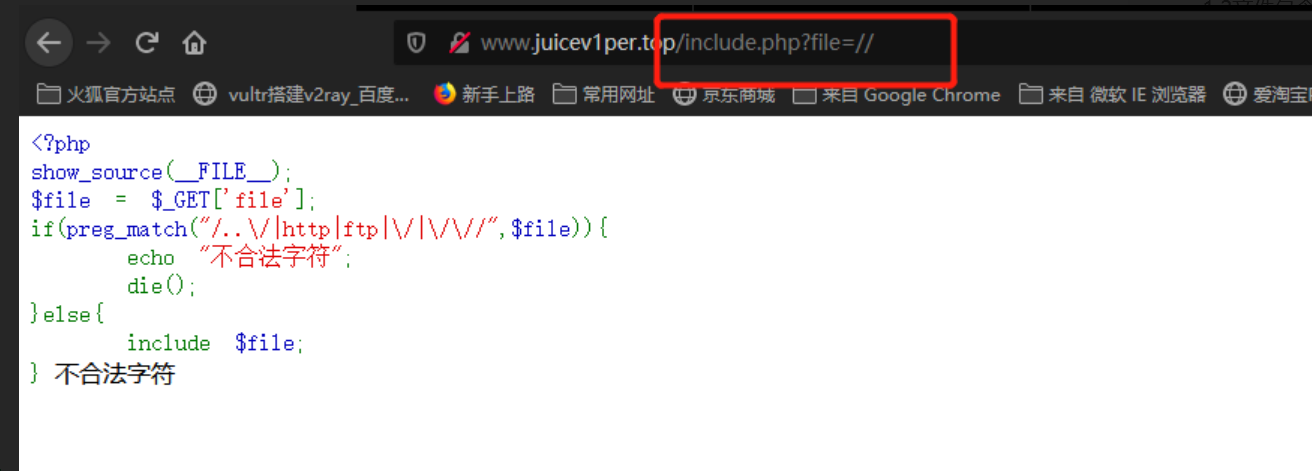 www.juicev1per.top/include.php?file=//
火狐官方站点 vultr搭建v2ray_百度... 新手上路 常用网址 京东商城 来自 Google Chrome 来自 微软 IE 浏览器 爱淘宝
<?php
show_source(__FILE__);
$file = $_GET['file'];
if(preg_match("/..\/|http|ftp|\/|\/\//",$file)){
echo "不合法字符";
die();
}else{
include $file;
} 不合法字符